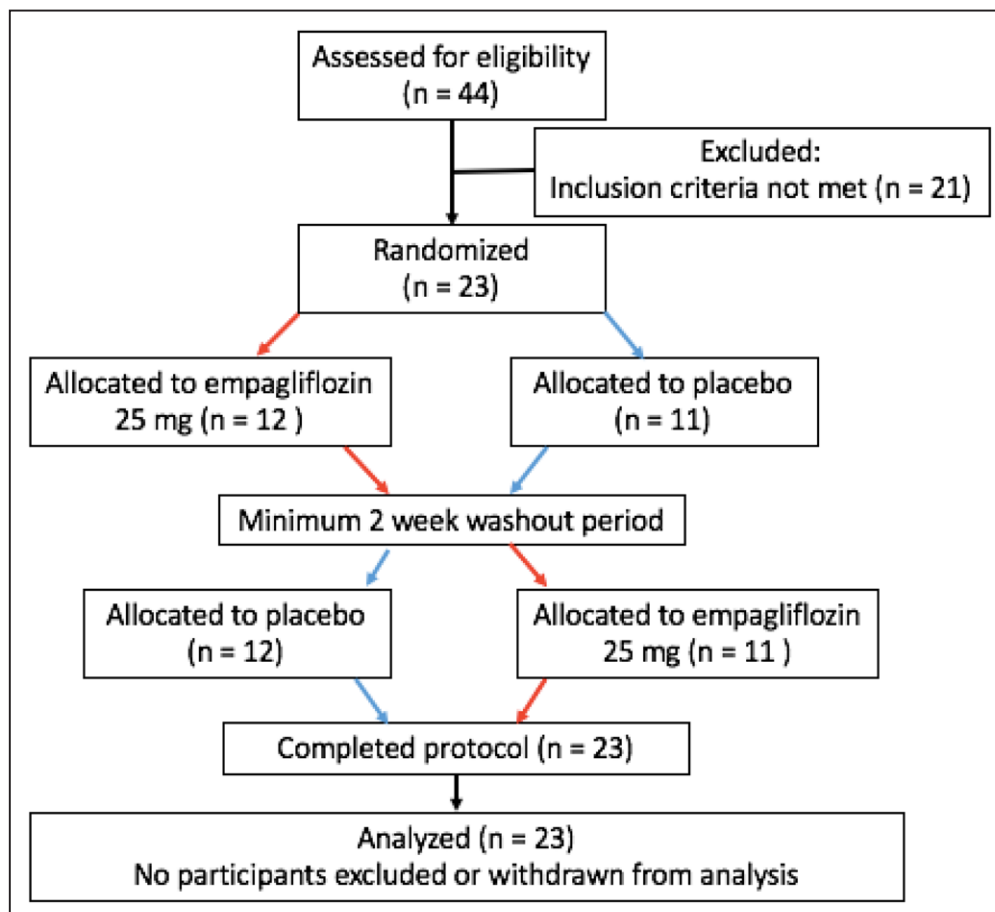 Assessed for eligibility
(n = 44)
Excluded:
Inclusion criteria not met (n = 21)
Randomized
(n = 23)
Allocated to empagliflozin
25 mg (n = 12 )
Allocated to placebo
(n = 11)
Minimum 2 week washout period
Allocated to placebo
(n = 12)
Allocated to empagliflozin
25 mg (n = 11 )
Completed protocol (n = 23)
Analyzed (n = 23)
No participants excluded or withdrawn from analysis